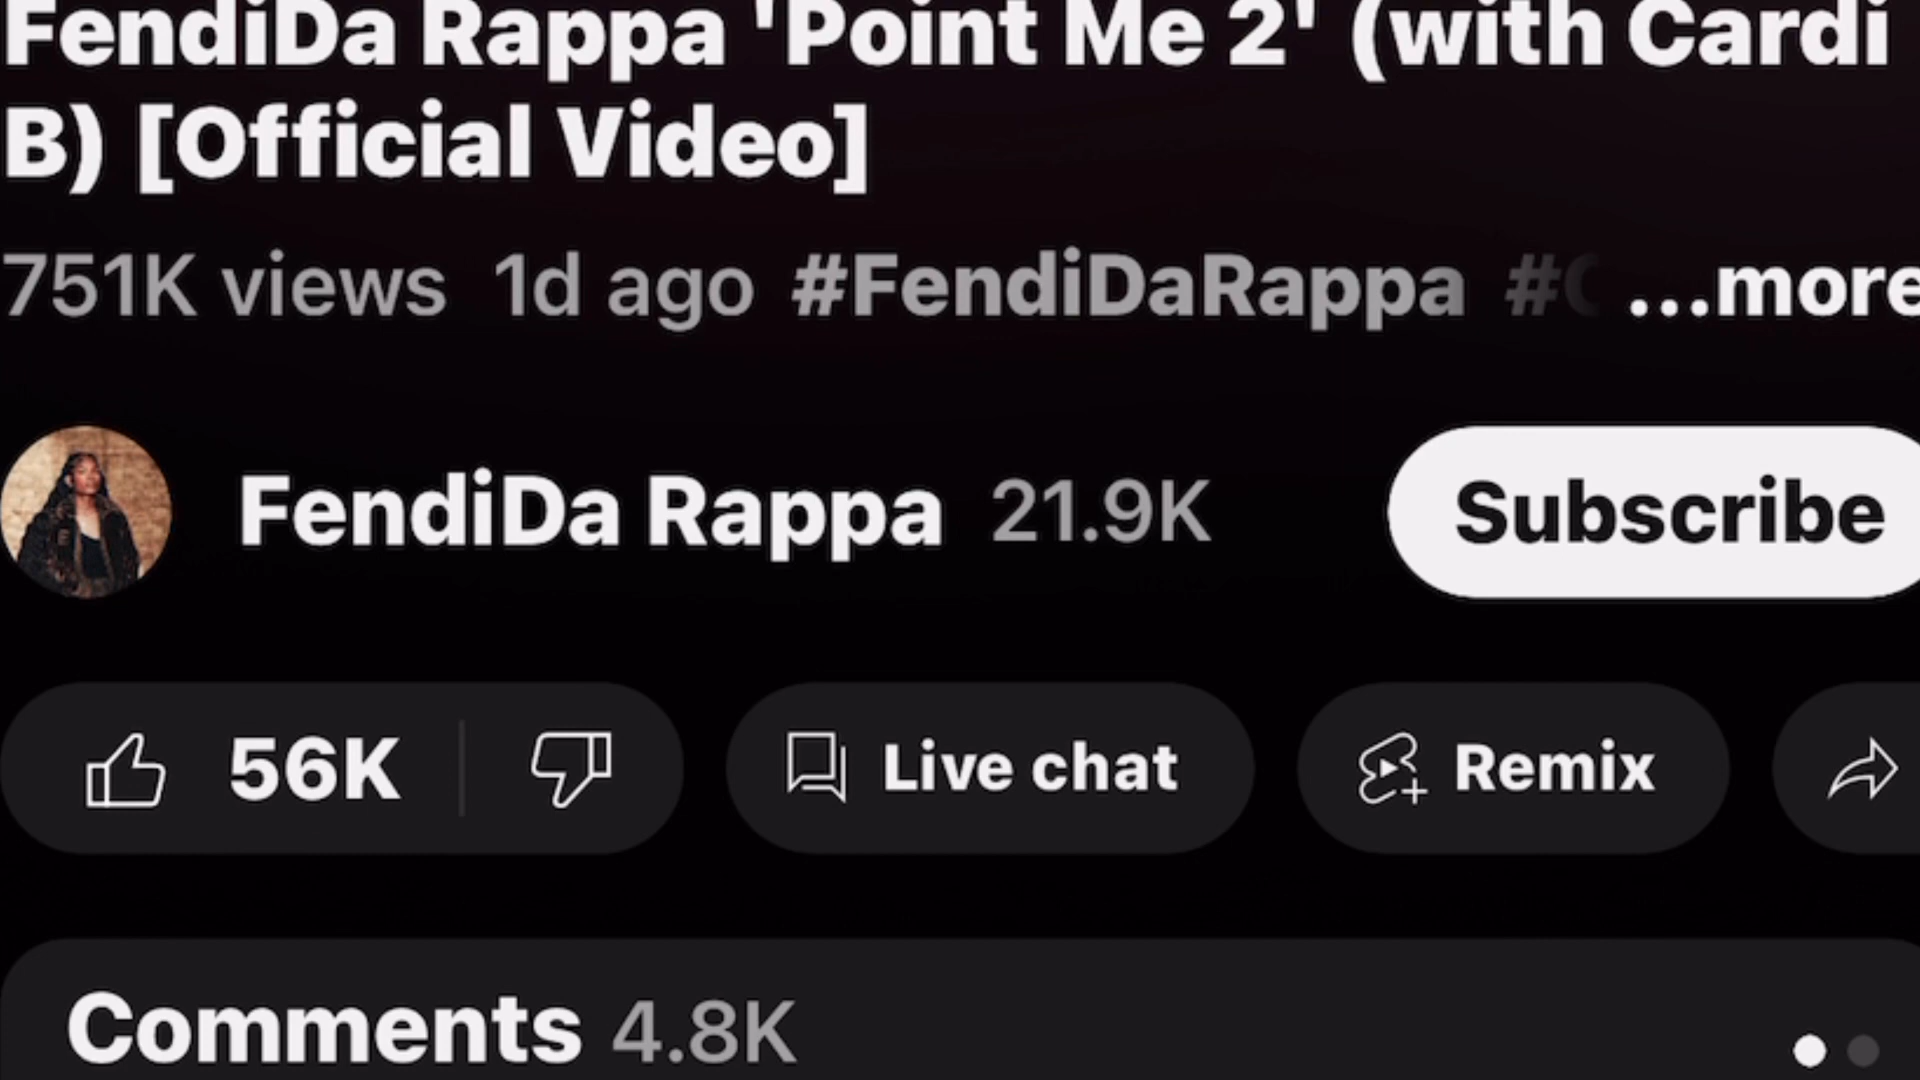 FendiDa Rappa 'Point Me 2' (with Cardi
B) [Official Video]
751K views 1d ago #FendiDaRappa ...more
FendiDa Rappa 21.9K Subscribe
56K Live chat Remix
Comments 4.8K